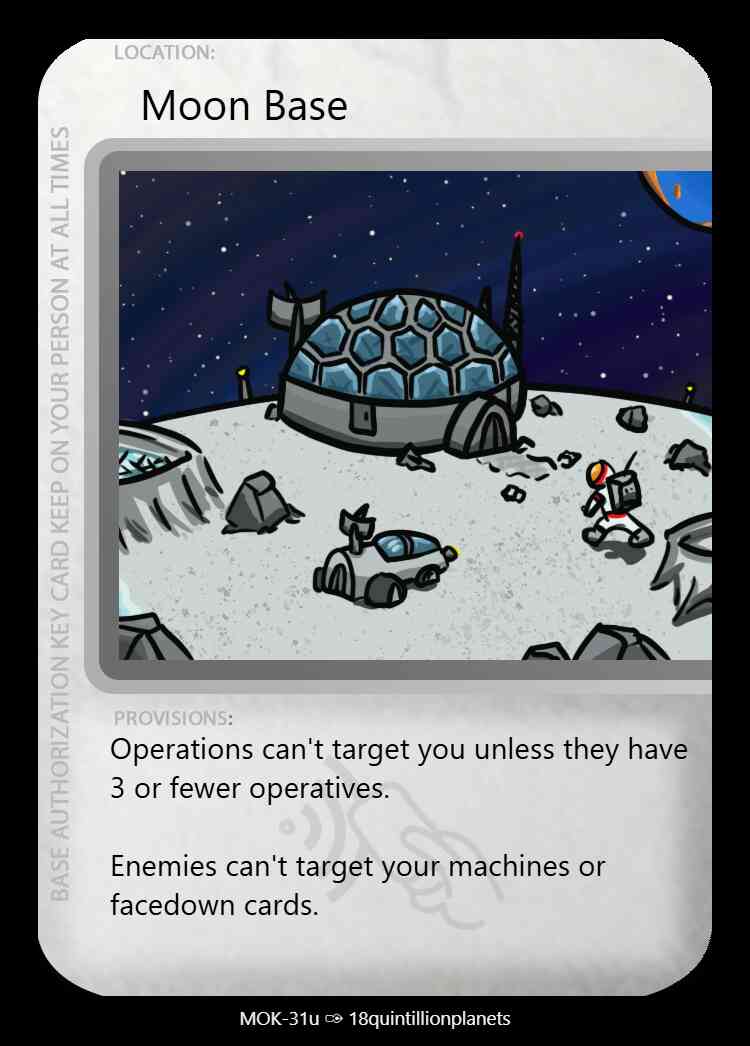 LOCATION:
Moon Base
BASE AUTHORIZATION KEY CARD KEEP ON YOUR PERSON AT ALL TIMES
PROVISIONS:
Operations can't target you unless they have
3 or fewer operatives.
Enemies can't target your machines or
facedown cards.
MOK-31u ✑ 18quintillionplanets